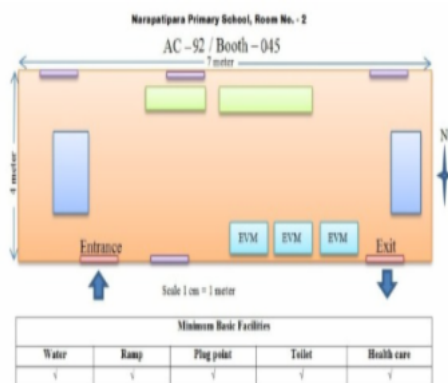 Narapatipara Primary School, Room No. - 2
AC – 92 / Booth – 045
7 meter
4 meter
N
EVM EVM EVM
Entrance Exit
Scale 1 cm = 1 meter
Minimum Basic Facilities
Water Ramp Plug point Toilet Health care
√ √ √ √ √